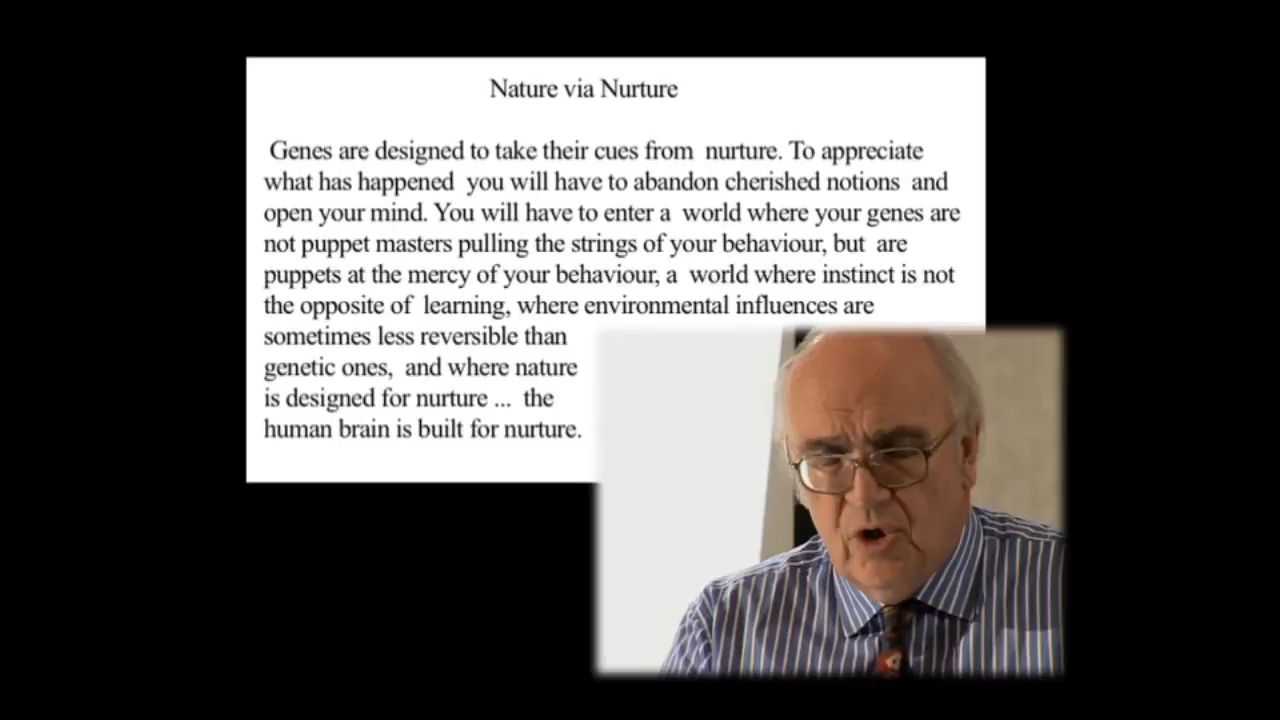 Nature via Nurture
Genes are designed to take their cues from nurture. To appreciate
what has happened you will have to abandon cherished notions and
open your mind. You will have to enter a world where your genes are
not puppet masters pulling the strings of your behaviour, but are
puppets at the mercy of your behaviour, a world where instinct is not
the opposite of learning, where environmental influences are
sometimes less reversible than
genetic ones, and where nature
is designed for nurture ... the
human brain is built for nurture.